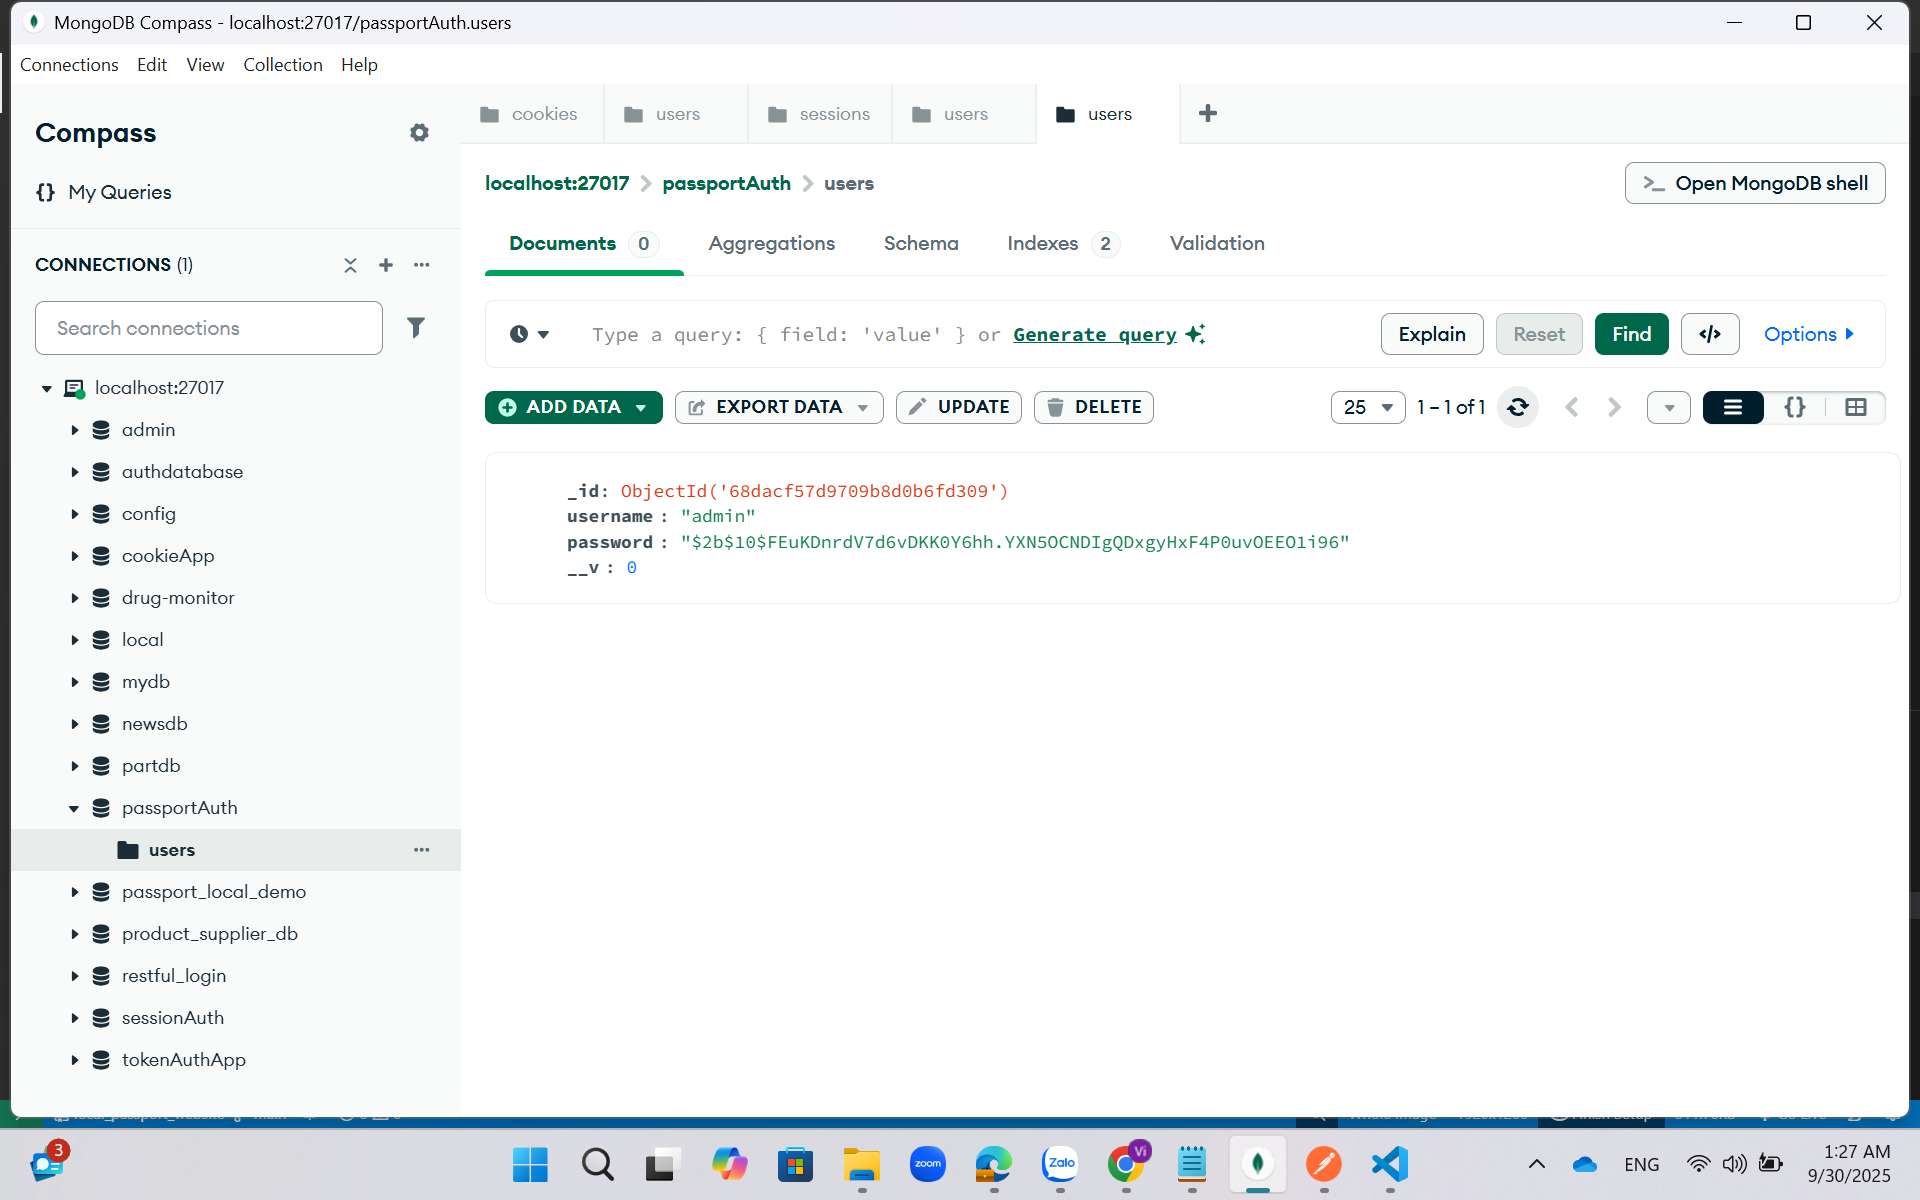 MongoDB Compass - localhost:27017/passportAuth.users
Connections Edit View Collection Help
Compass
My Queries
CONNECTIONS (1)
Search connections
localhost:27017
admin
authdatabase
config
cookieApp
drug-monitor
local
mydb
newsdb
partdb
passportAuth
users
passport_local_demo
product_supplier_db
restful_login
sessionAuth
tokenAuthApp
cookies users sessions users users
localhost:27017 passportAuth users
>_ Open MongoDB shell
Documents 0 Aggregations Schema Indexes 2 Validation
Type a query: { field: 'value' } or Generate query
Explain Reset Find </> Options
ADD DATA EXPORT DATA UPDATE DELETE
25 1 – 1 of 1
_id: ObjectId('68dacf57d9709b8d0b6fd309')
username : "admin"
password : "$2b$10$FEuKDnrdV7d6vDKK0Y6hh.YXN5OCNDIgQDxgyHxF4P0uvOEEO1i96"
__v : 0
3
zoom
Zalo
Vi
ENG
1:27 AM
9/30/2025